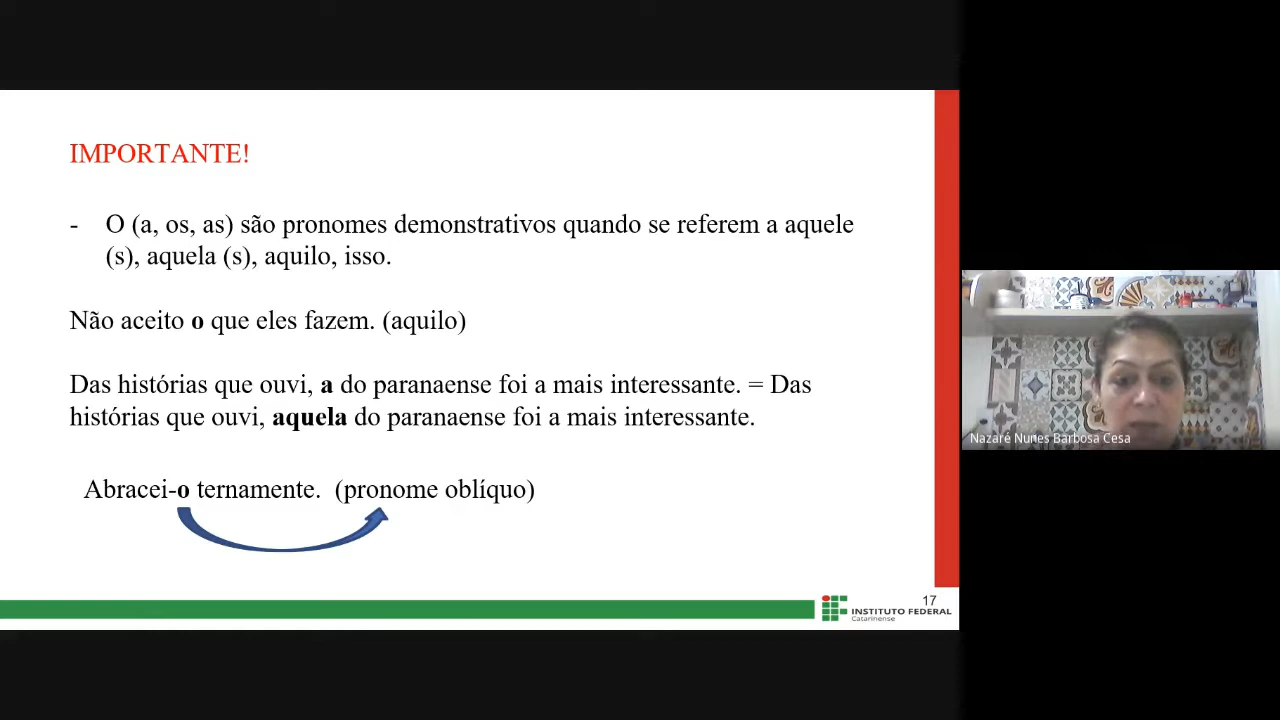 IMPORTANTE!
- O (a, os, as) são pronomes demonstrativos quando se referem a aquele
(s), aquela (s), aquilo, isso.
Não aceito o que eles fazem. (aquilo)
Das histórias que ouvi, a do paranaense foi a mais interessante. = Das
histórias que ouvi, aquela do paranaense foi a mais interessante.
Abracei-o ternamente. (pronome oblíquo)
17
INSTITUTO FEDERAL
Catarinense
Nazaré Nunes Barbosa Cesa